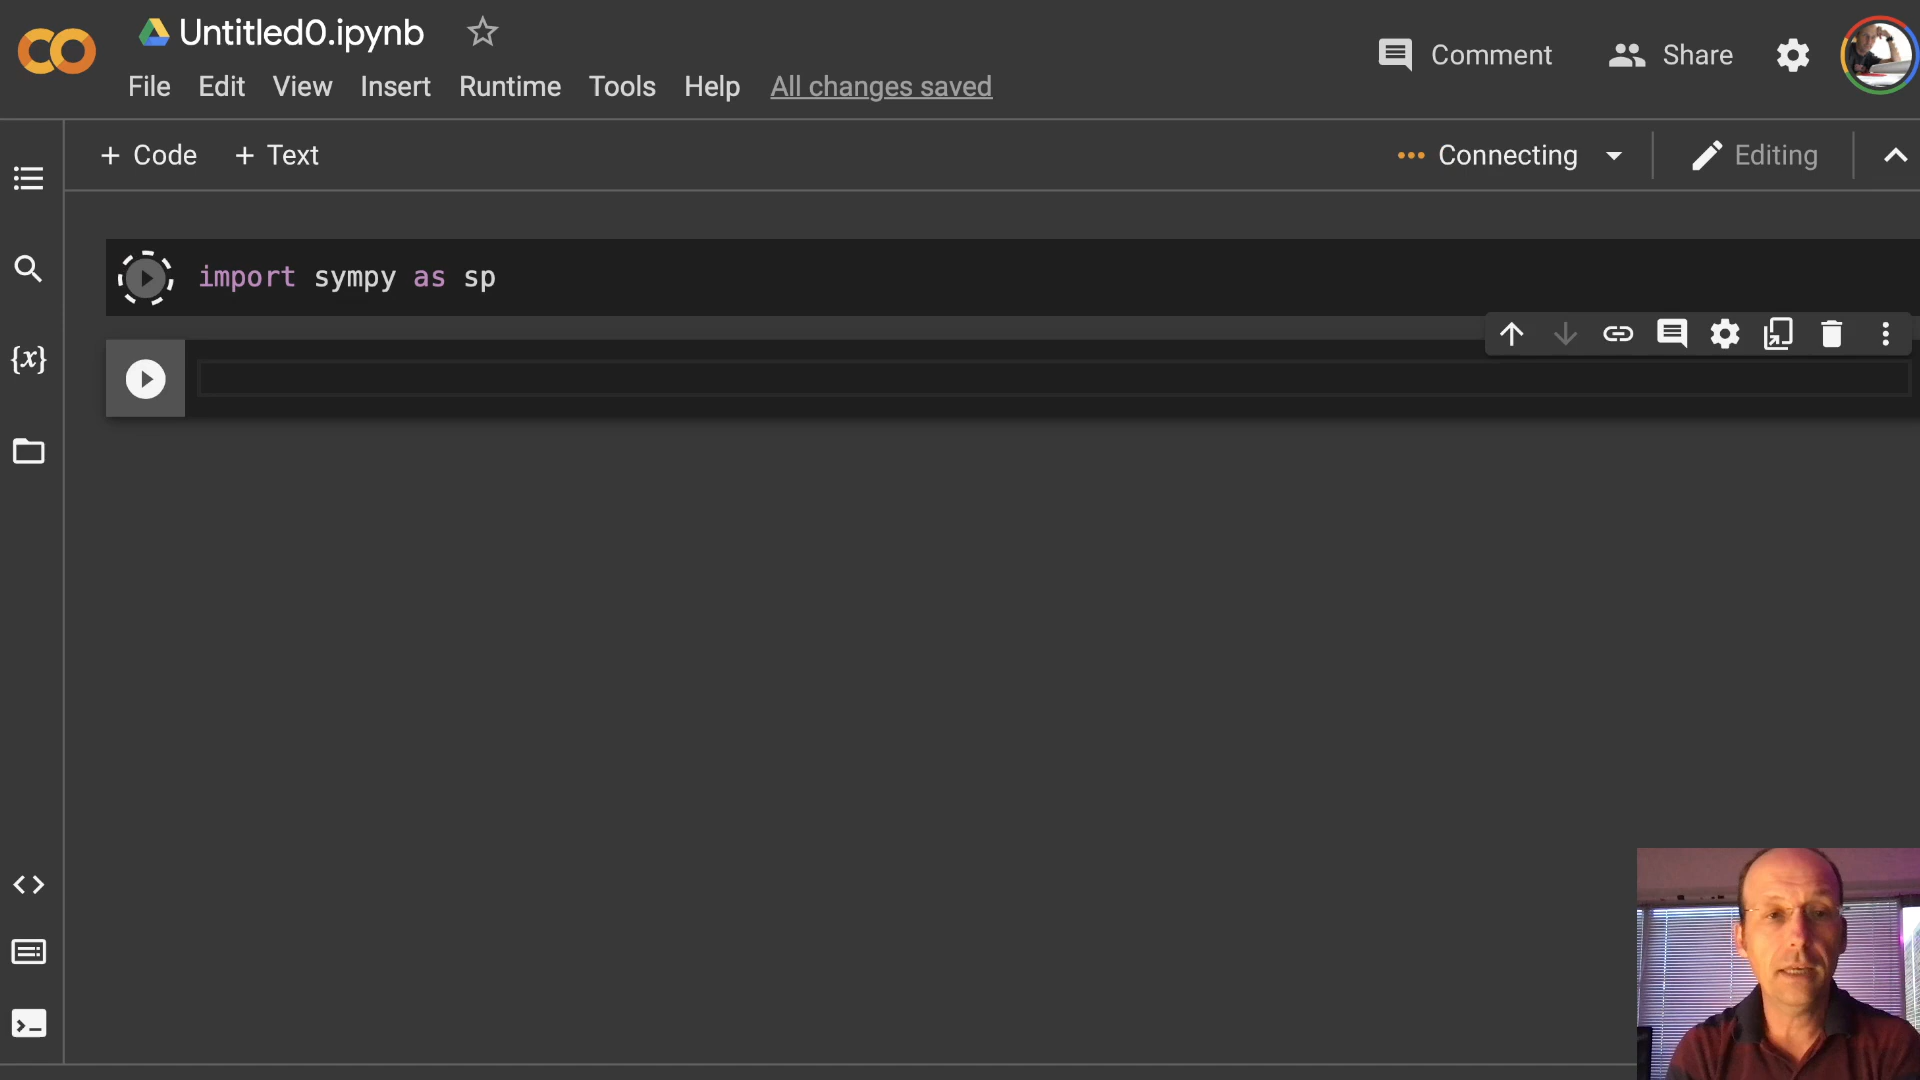 Untitled0.ipynb
File Edit View Insert Runtime Tools Help All changes saved
Comment Share
+ Code + Text
Connecting Editing
import sympy as sp
{x}